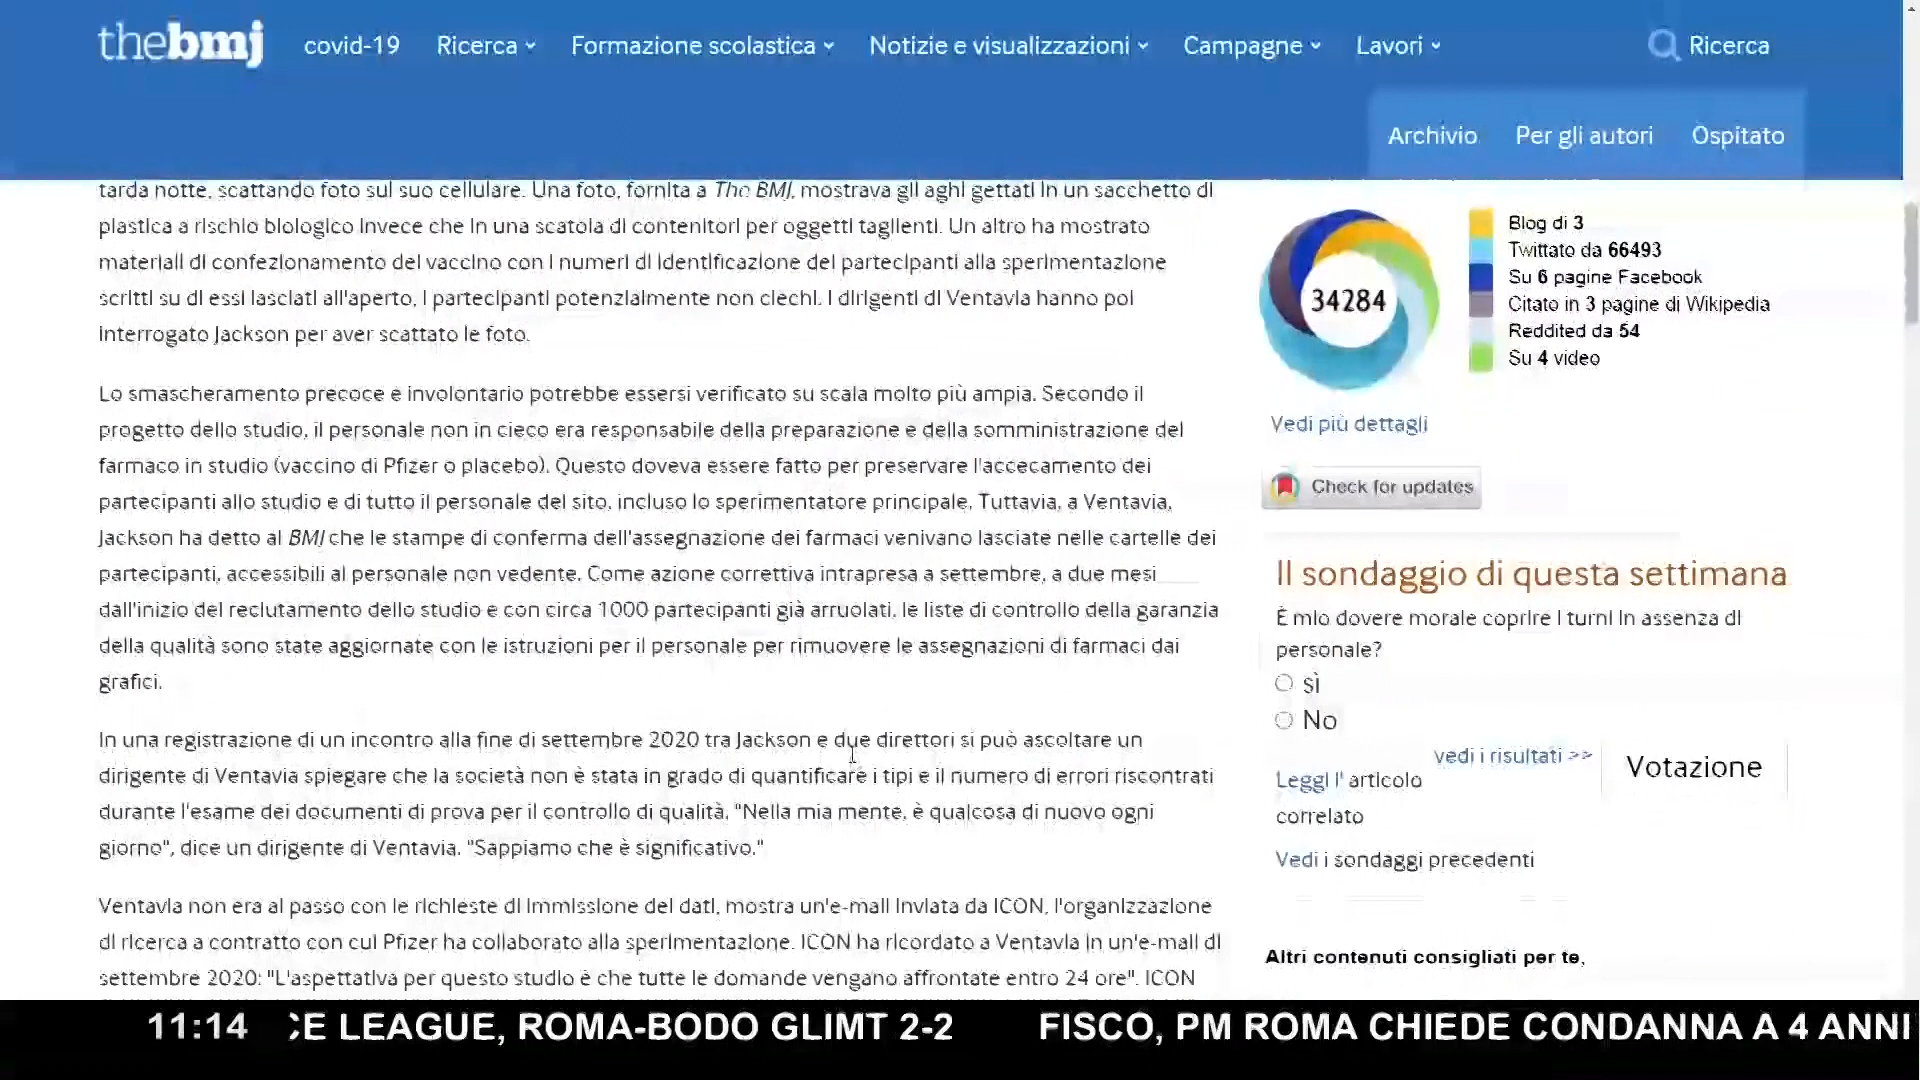 thebmj covid-19 Ricerca Formazione scolastica Notizie e visualizzazioni Campagne Lavori Ricerca
Archivio Per gli autori Ospitato
tarda notte, scattando foto sul suo cellulare. Una foto, fornita a The BMJ, mostrava gli aghi gettati in un sacchetto di
plastica a rischio biologico invece che in una scatola di contenitori per oggetti taglienti. Un altro ha mostrato
materiali di confezionamento del vaccino con i numeri di identificazione dei partecipanti alla sperimentazione
scritti su di essi lasciati all'aperto, i partecipanti potenzialmente non ciechi. I dirigenti di Ventavia hanno poi
interrogato Jackson per aver scattato le foto.
Lo smascheramento precoce e involontario potrebbe essersi verificato su scala molto più ampia. Secondo il
progetto dello studio, il personale non in cieco era responsabile della preparazione e della somministrazione del
farmaco in studio (vaccino di Pfizer o placebo). Questo doveva essere fatto per preservare l'accecamento dei
partecipanti allo studio e di tutto il personale del sito, incluso lo sperimentatore principale. Tuttavia, a Ventavia,
Jackson ha detto al BMJ che le stampe di conferma dell'assegnazione dei farmaci venivano lasciate nelle cartelle dei
partecipanti, accessibili al personale non vedente. Come azione correttiva intrapresa a settembre, a due mesi
dall'inizio del reclutamento dello studio e con circa 1000 partecipanti già arruolati, le liste di controllo della garanzia
della qualità sono state aggiornate con le istruzioni per il personale per rimuovere le assegnazioni di farmaci dai
grafici.
In una registrazione di un incontro alla fine di settembre 2020 tra Jackson e due direttori si può ascoltare un
dirigente di Ventavia spiegare che la società non è stata in grado di quantificare i tipi e il numero di errori riscontrati
durante l'esame dei documenti di prova per il controllo di qualità. "Nella mia mente, è qualcosa di nuovo ogni
giorno", dice un dirigente di Ventavia. "Sappiamo che è significativo."
Ventavia non era al passo con le richieste di immissione dei dati, mostra un'e-mail inviata da ICON, l'organizzazione
di ricerca a contratto con cui Pfizer ha collaborato alla sperimentazione. ICON ha ricordato a Ventavia in un'e-mail di
settembre 2020: "L'aspettativa per questo studio è che tutte le domande vengano affrontate entro 24 ore". ICON
34284
Blog di 3
Twittato da 66493
Su 6 pagine Facebook
Citato in 3 pagine di Wikipedia
Reddited da 54
Su 4 video
Vedi più dettagli
Check for updates
Il sondaggio di questa settimana
È mio dovere morale coprire i turni in assenza di
personale?
sì
No
vedi i risultati >>
Votazione
Leggi l' articolo
correlato
Vedi i sondaggi precedenti
Altri contenuti consigliati per te,
11:14 CE LEAGUE, ROMA-BODO GLIMT 2-2 FISCO, PM ROMA CHIEDE CONDANNA A 4 ANNI